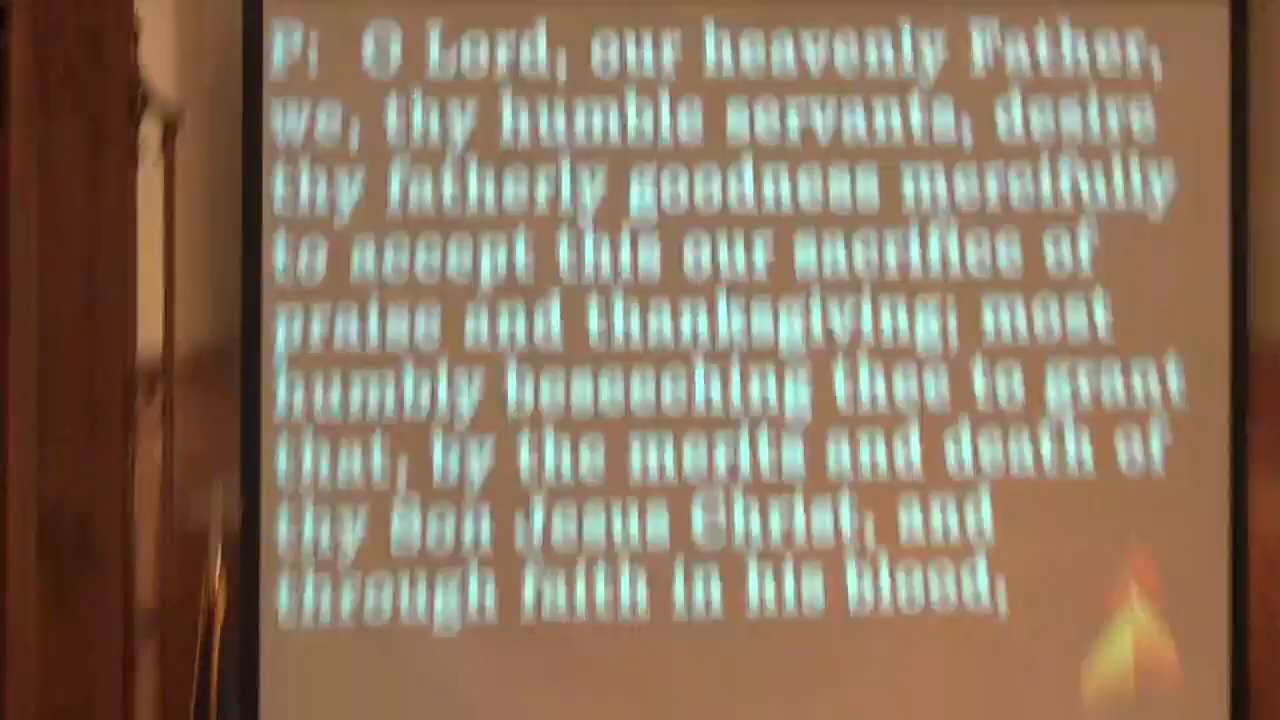 P: O Lord, our heavenly Father,
we, thy humble servants, desire
thy fatherly goodness mercifully
to accept this our sacrifice of
praise and thanksgiving; most
humbly beseeching thee to grant
that, by the merits and death of
thy Son Jesus Christ, and
through faith in his blood,